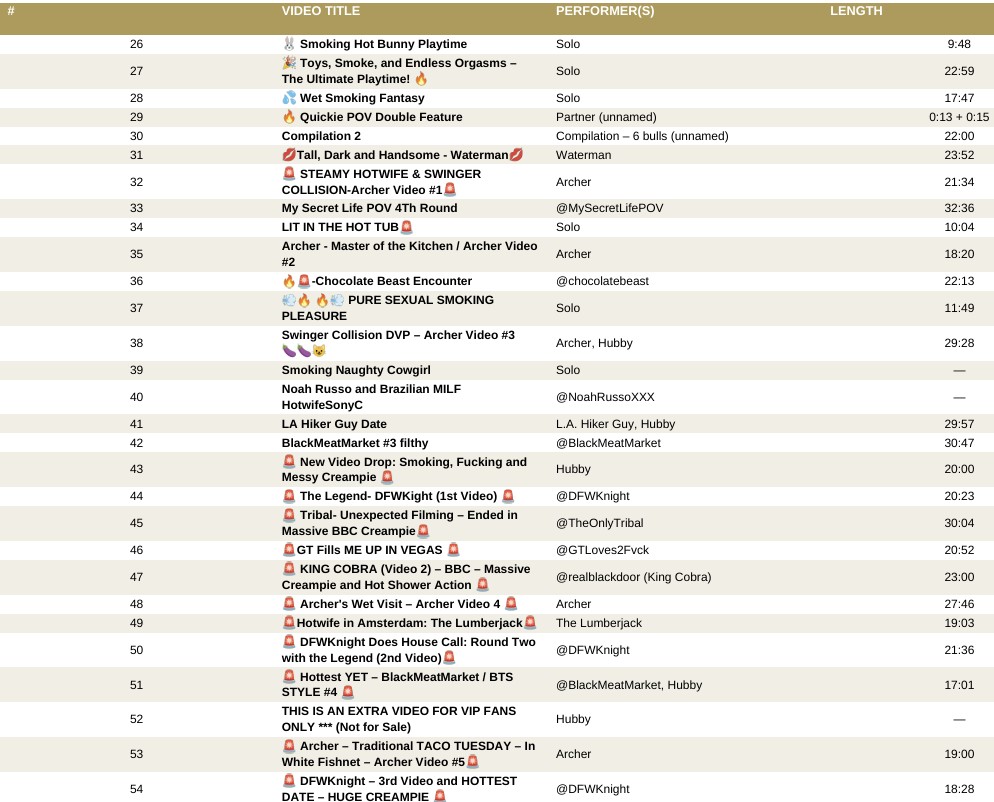 # VIDEO TITLE PERFORMER(S) LENGTH
26 🐰 Smoking Hot Bunny Playtime Solo 9:48
27 🎉 Toys, Smoke, and Endless Orgasms – Solo 22:59
The Ultimate Playtime! 🔥
28 💦 Wet Smoking Fantasy Solo 17:47
29 🔥 Quickie POV Double Feature Partner (unnamed) 0:13 + 0:15
30 Compilation 2 Compilation – 6 bulls (unnamed) 22:00
31 💋Tall, Dark and Handsome - Waterman💋 Waterman 23:52
32 🚨 STEAMY HOTWIFE & SWINGER Archer 21:34
COLLISION-Archer Video #1🚨
33 My Secret Life POV 4Th Round @MySecretLifePOV 32:36
34 LIT IN THE HOT TUB🚨 Solo 10:04
35 Archer - Master of the Kitchen / Archer Video Archer 18:20
#2
36 🔥🚨-Chocolate Beast Encounter @chocolatebeast 22:13
37 💨🔥 🔥💨 PURE SEXUAL SMOKING Solo 11:49
PLEASURE
38 Swinger Collision DVP – Archer Video #3 Archer, Hubby 29:28
🍆🍆😺
39 Smoking Naughty Cowgirl Solo —
40 Noah Russo and Brazilian MILF @NoahRussoXXX —
HotwifeSonyC
41 LA Hiker Guy Date L.A. Hiker Guy, Hubby 29:57
42 BlackMeatMarket #3 filthy @BlackMeatMarket 30:47
43 🚨 New Video Drop: Smoking, Fucking and Hubby 20:00
Messy Creampie 🚨
44 🚨 The Legend- DFWKight (1st Video) 🚨 @DFWKnight 20:23
45 🚨 Tribal- Unexpected Filming – Ended in @TheOnlyTribal 30:04
Massive BBC Creampie🚨
46 🚨GT Fills ME UP IN VEGAS 🚨 @GTLoves2Fvck 20:52
47 🚨 KING COBRA (Video 2) – BBC – Massive @realblackdoor (King Cobra) 23:00
Creampie and Hot Shower Action 🚨
48 🚨 Archer's Wet Visit – Archer Video 4 🚨 Archer 27:46
49 🚨Hotwife in Amsterdam: The Lumberjack🚨 The Lumberjack 19:03
50 🚨 DFWKnight Does House Call: Round Two @DFWKnight 21:36
with the Legend (2nd Video)🚨
51 🚨 Hottest YET – BlackMeatMarket / BTS @BlackMeatMarket, Hubby 17:01
STYLE #4 🚨
52 THIS IS AN EXTRA VIDEO FOR VIP FANS Hubby —
ONLY *** (Not for Sale)
53 🚨 Archer – Traditional TACO TUESDAY – In Archer 19:00
White Fishnet – Archer Video #5🚨
54 🚨 DFWKnight – 3rd Video and HOTTEST @DFWKnight 18:28
DATE – HUGE CREAMPIE 🚨